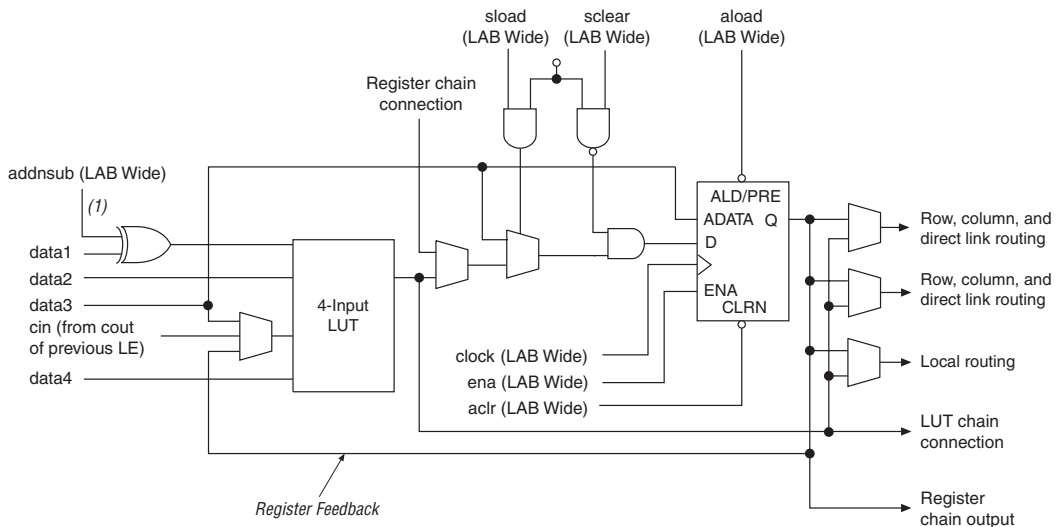 sload
(LAB Wide)
sclear
(LAB Wide)
aload
(LAB Wide)
Register chain
connection
addnsub (LAB Wide)
(1)
data1
data2
data3
cin (from cout
of previous LE)
data4
4-Input
LUT
ALD/PRE
ADATA Q
D
ENA
CLRN
clock (LAB Wide)
ena (LAB Wide)
aclr (LAB Wide)
Row, column, and
direct link routing
Row, column, and
direct link routing
Local routing
LUT chain
connection
Register
chain output
Register Feedback